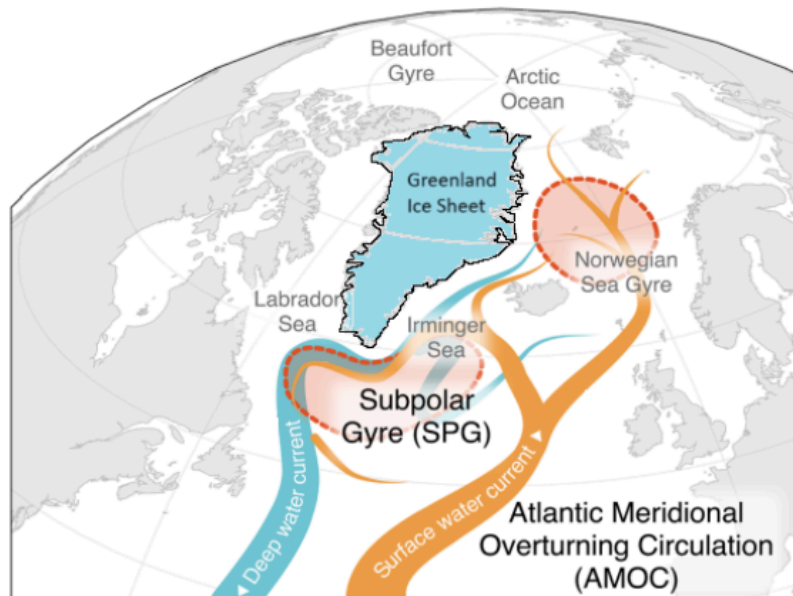 Beaufort
Gyre
Arctic
Ocean
Greenland
Ice Sheet
Norwegian
Sea Gyre
Labrador
Sea
Irminger
Sea
Subpolar
Gyre (SPG)
◄ Deep water current
Surface water current ►
Atlantic Meridional
Overturning Circulation
(AMOC)